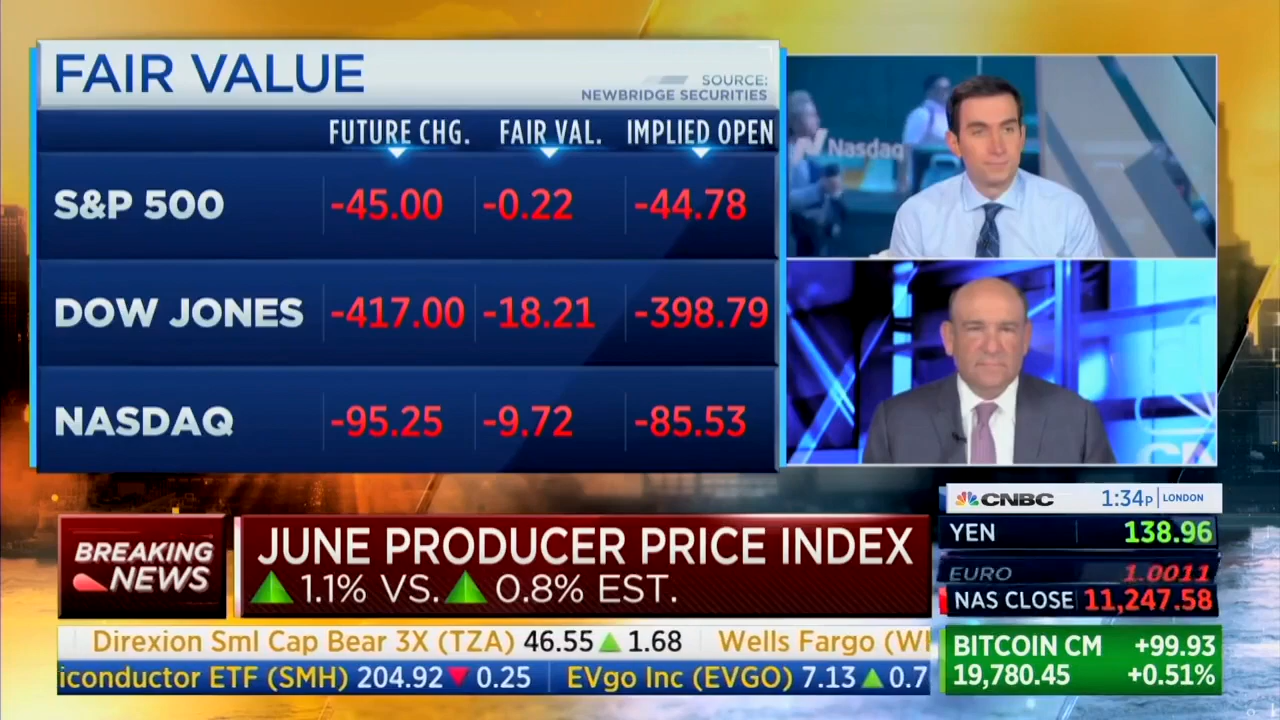 FAIR VALUE
SOURCE:
NEWBRIDGE SECURITIES
FUTURE CHG. FAIR VAL. IMPLIED OPEN
S&P 500 -45.00 -0.22 -44.78
DOW JONES -417.00 -18.21 -398.79
NASDAQ -95.25 -9.72 -85.53
Nasdaq
CNBC 1:34P LONDON
YEN 138.96
EURO 1.0011
NAS CLOSE 11,247.58
BREAKING
NEWS
JUNE PRODUCER PRICE INDEX
▲ 1.1% VS. ▲ 0.8% EST.
Direxion Sml Cap Bear 3X (TZA) 46.55 ▲ 1.68 Wells Fargo (W
iconductor ETF (SMH) 204.92 ▼ 0.25 EVgo Inc (EVGO) 7.13 ▲ 0.7
BITCOIN CM +99.93
19,780.45 +0.51%